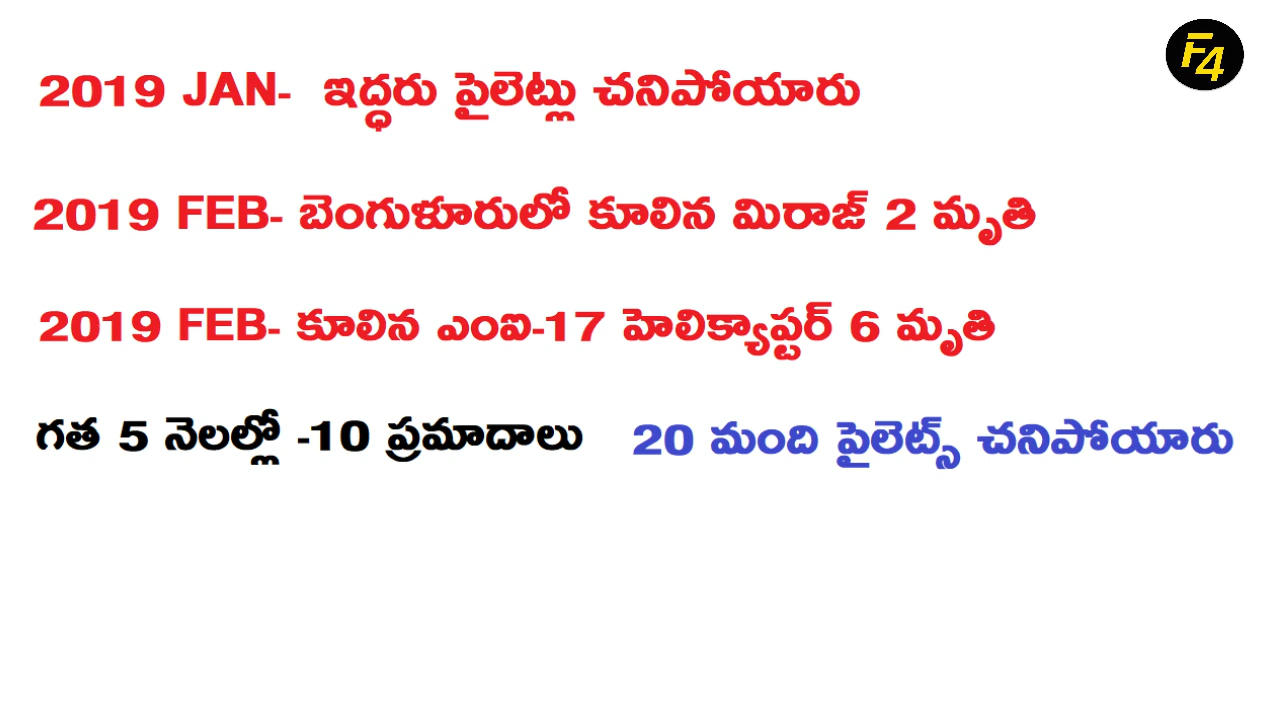 F4
2019 JAN- ఇద్ధరు పైలెట్లు చనిపోయారు
2019 FEB- బెంగుళూరులో కూలిన మిరాజ్ 2 మృతి
2019 FEB- కూలిన ఎంఐ-17 హెలిక్యాప్టర్ 6 మృతి
గత 5 నెలల్లో -10 ప్రమాదాలు 20 మంది పైలెట్స్ చనిపోయారు